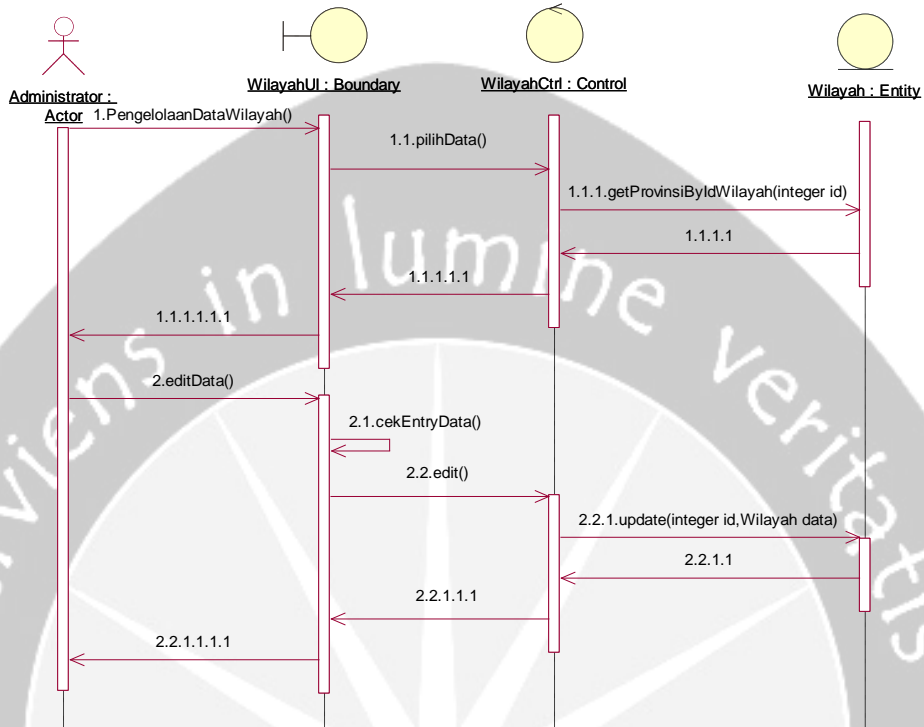 WilayahUI : Boundary
WilayahCtrl : Control
Administrator :
Actor
Wilayah : Entity
1.PengelolaanDataWilayah()
1.1.pilihData()
1.1.1.getProvinsiByIdWilayah(integer id)
1.1.1.1
1.1.1.1.1
1.1.1.1.1.1
2.editData()
2.1.cekEntryData()
2.2.edit()
2.2.1.update(integer id,Wilayah data)
2.2.1.1
2.2.1.1.1
2.2.1.1.1.1
viens in lumine veritatis